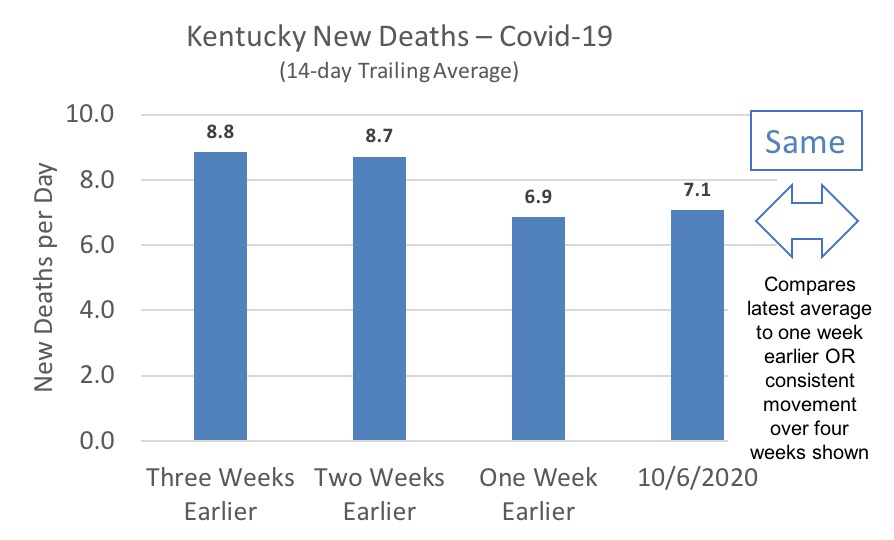 Kentucky New Deaths – Covid-19
(14-day Trailing Average)
New Deaths per Day
10.0
8.0
6.0
4.0
2.0
0.0
8.8
8.7
6.9
7.1
Three Weeks
Earlier
Two Weeks
Earlier
One Week
Earlier
10/6/2020
Same
Compares
latest average
to one week
earlier OR
consistent
movement
over four
weeks shown